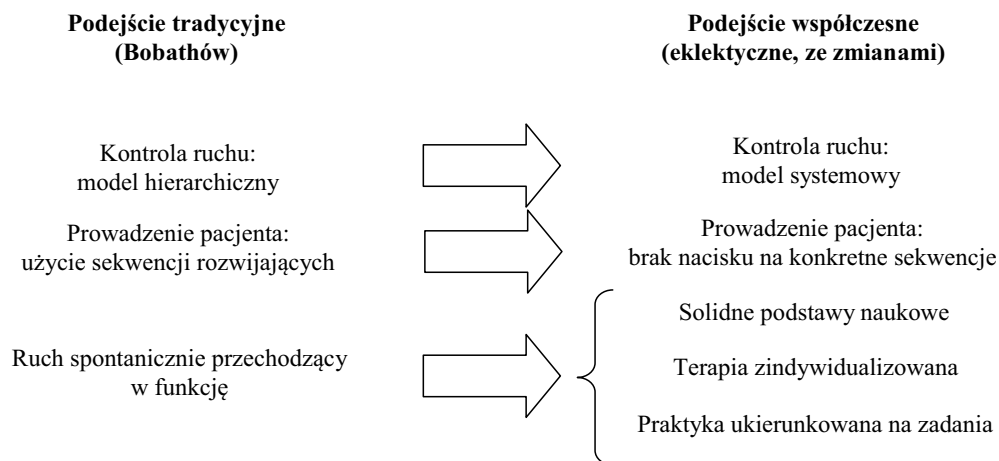 Podejście tradycyjne
(Bobathów)
Podejście współczesne
(eklektyczne, ze zmianami)
Kontrola ruchu:
model hierarchiczny
Kontrola ruchu:
model systemowy
Prowadzenie pacjenta:
użycie sekwencji rozwijających
Prowadzenie pacjenta:
brak nacisku na konkretne sekwencje
Ruch spontanicznie przechodzący
w funkcję
Solidne podstawy naukowe
Terapia zindywidualizowana
Praktyka ukierunkowana na zadania